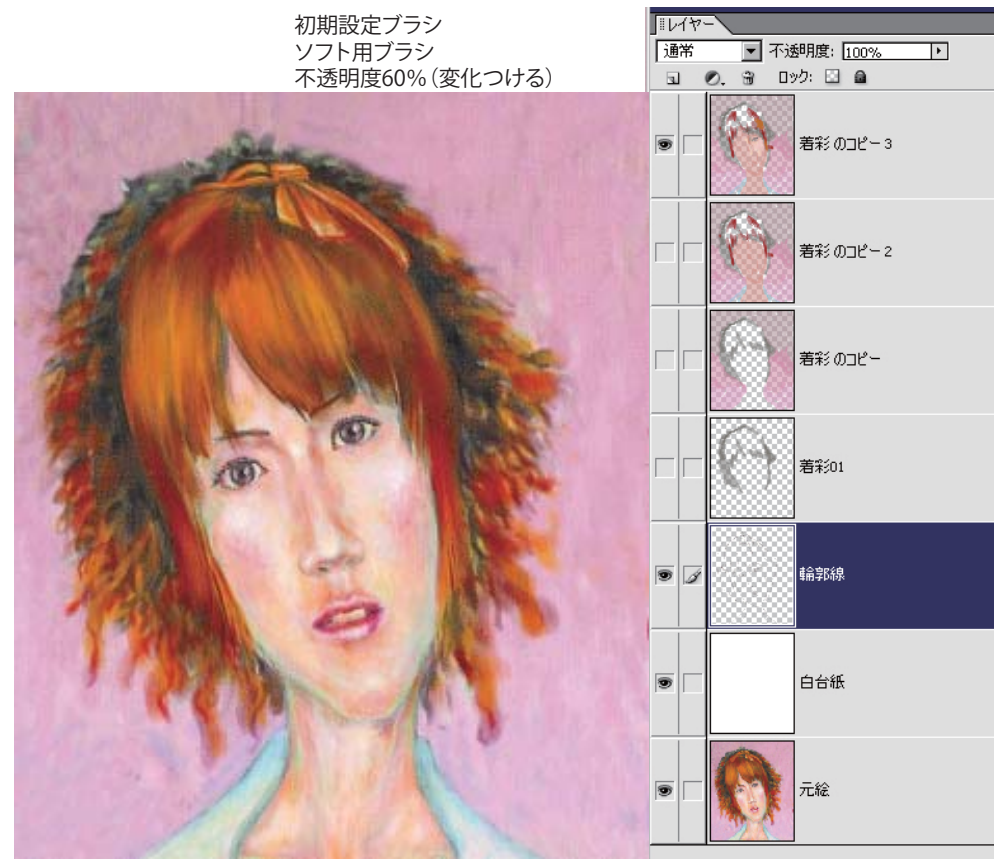 初期設定ブラシ
ソフト用ブラシ
不透明度60%（変化つける）
レイヤー
通常 不透明度: 100%
ロック:
着彩 のコピー 3
着彩 のコピー 2
着彩 のコピー
着彩01
輪郭線
白台紙
元絵